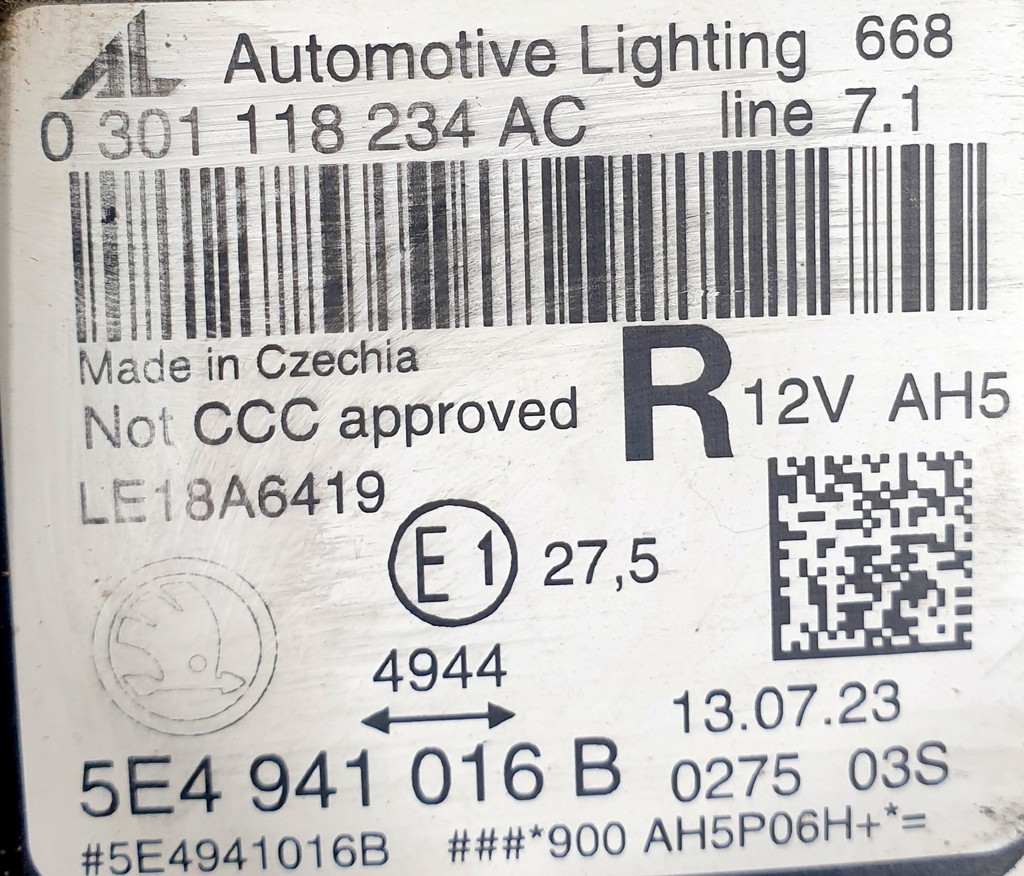 AL Automotive Lighting 668
0 301 118 234 AC line 7.1
Made in Czechia
Not CCC approved
R 12V AH5
LE18A6419
E1 27,5
4944
13.07.23
5E4 941 016 B 0275 03S
#5E4941016B ###*900 AH5P06H+*=